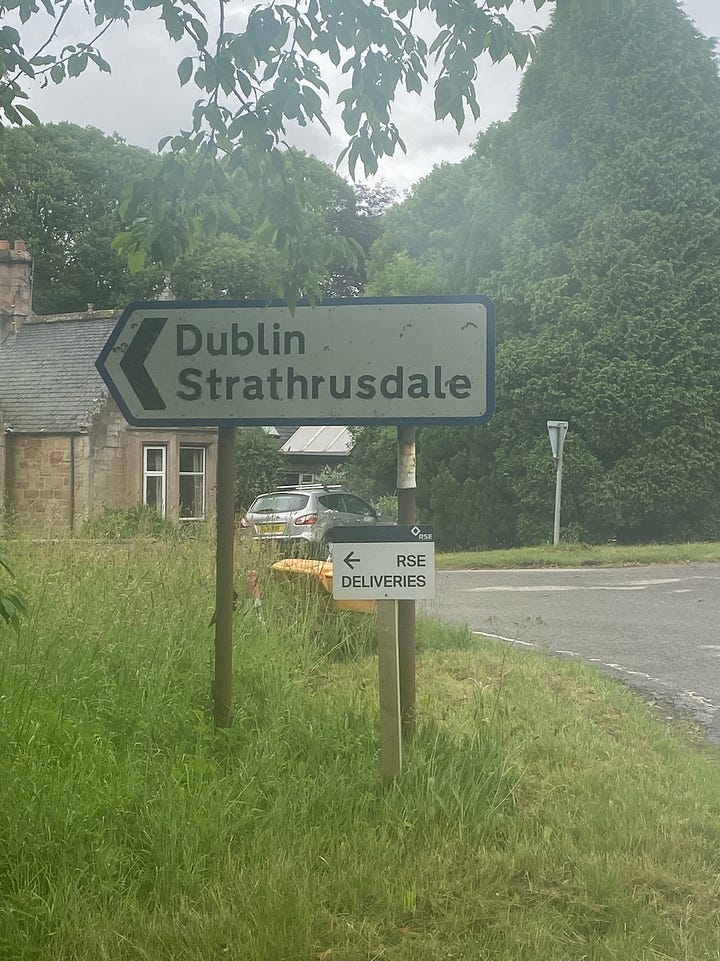 Dublin
Strathrusdale
RSE
← RSE
DELIVERIES